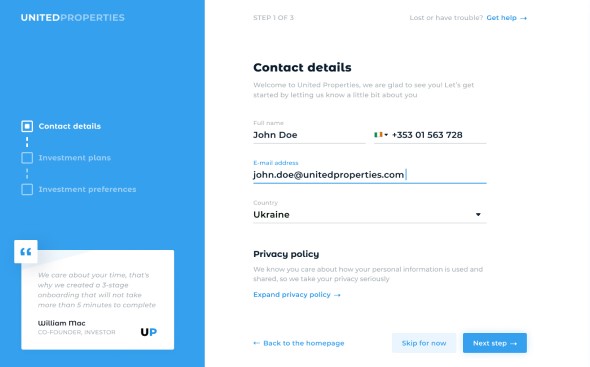 UNITEDPROPERTIES
STEP 1 OF 3
Lost or have trouble? Get help →
Contact details
Welcome to United Properties, we are glad to see you! Let's get
started by letting us know a little bit about you
Full name
John Doe
+353 01 563 728
E-mail address
john.doe@unitedproperties.com
Country
Ukraine
Privacy policy
We know you care about how your personal information is used and
shared, so we take your privacy seriously
Expand privacy policy →
← Back to the homepage
Skip for now
Next step →
Contact details
Investment plans
Investment preferences
“
We care about your time, that's
why we created a 3-stage
onboarding that will not take
more than 5 minutes to complete
William Mac
CO-FOUNDER, INVESTOR
UP